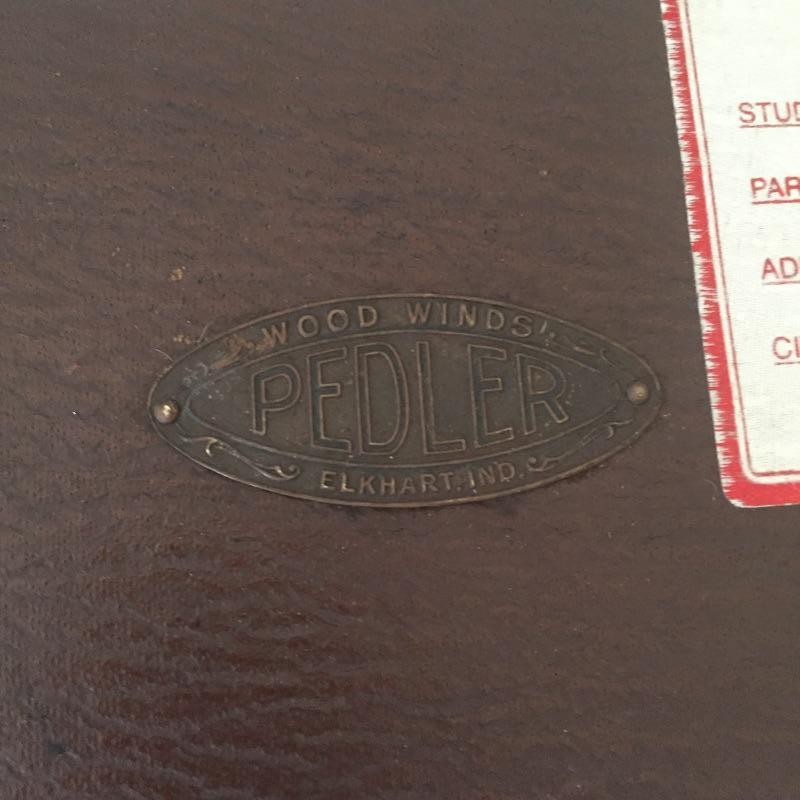 WOOD WINDS
PEDLER
ELKHART. IND.
STUD
PAR
AD
CI